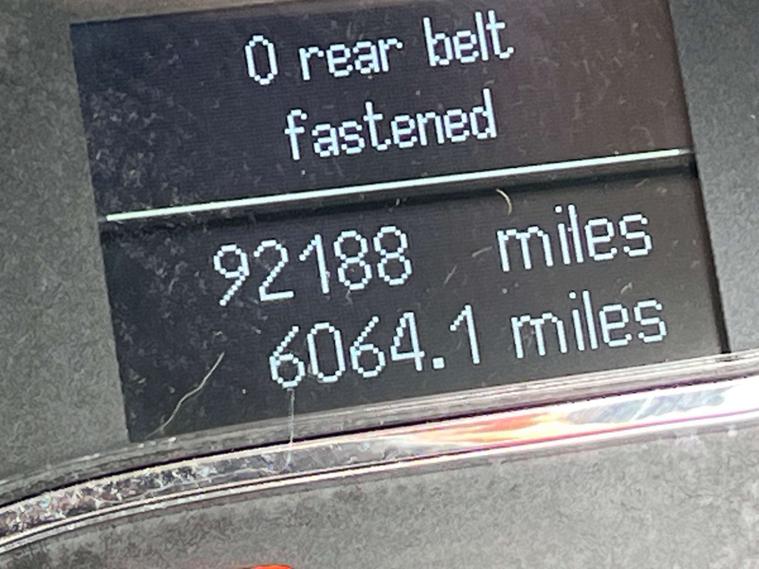 0 rear belt
fastened
92188 miles
6064.1 miles